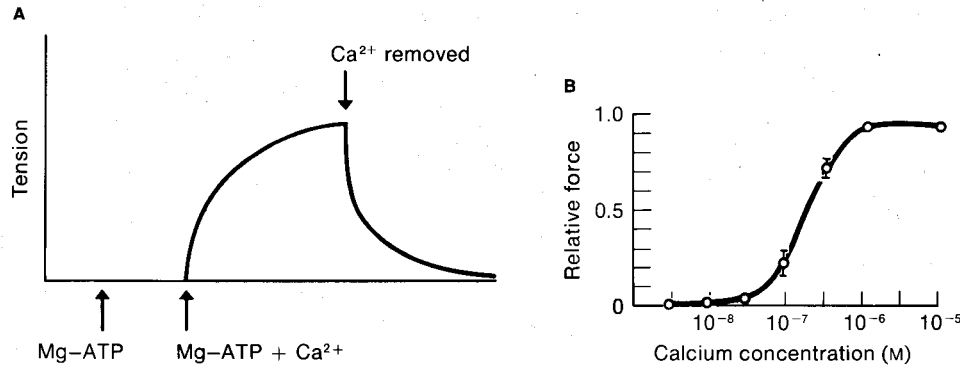 A
Ca²⁺ removed
Tension
Mg–ATP
Mg–ATP + Ca²⁺
B
1.0
0.5
0
Relative force
10⁻⁸
10⁻⁷
10⁻⁶
10⁻⁵
Calcium concentration (M)